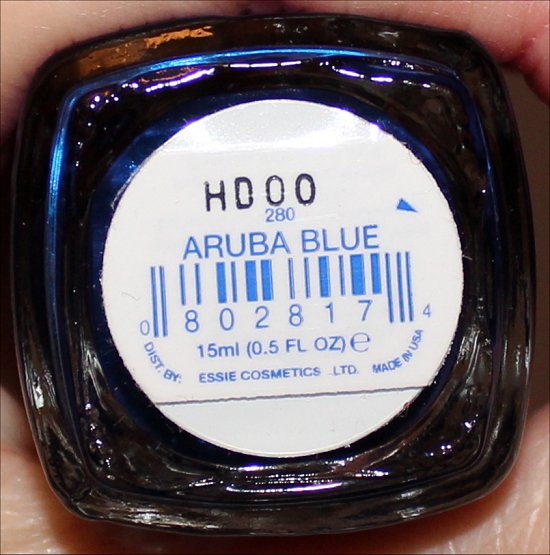 HD00
280
ARUBA BLUE
0 802817 4
15ml (0.5 FL OZ) e
DIST. BY: ESSIE COSMETICS LTD. MADE IN USA